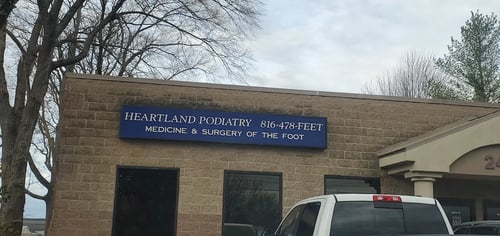 HEARTLAND PODIATRY 816-478-FEET
MEDICINE & SURGERY OF THE FOOT